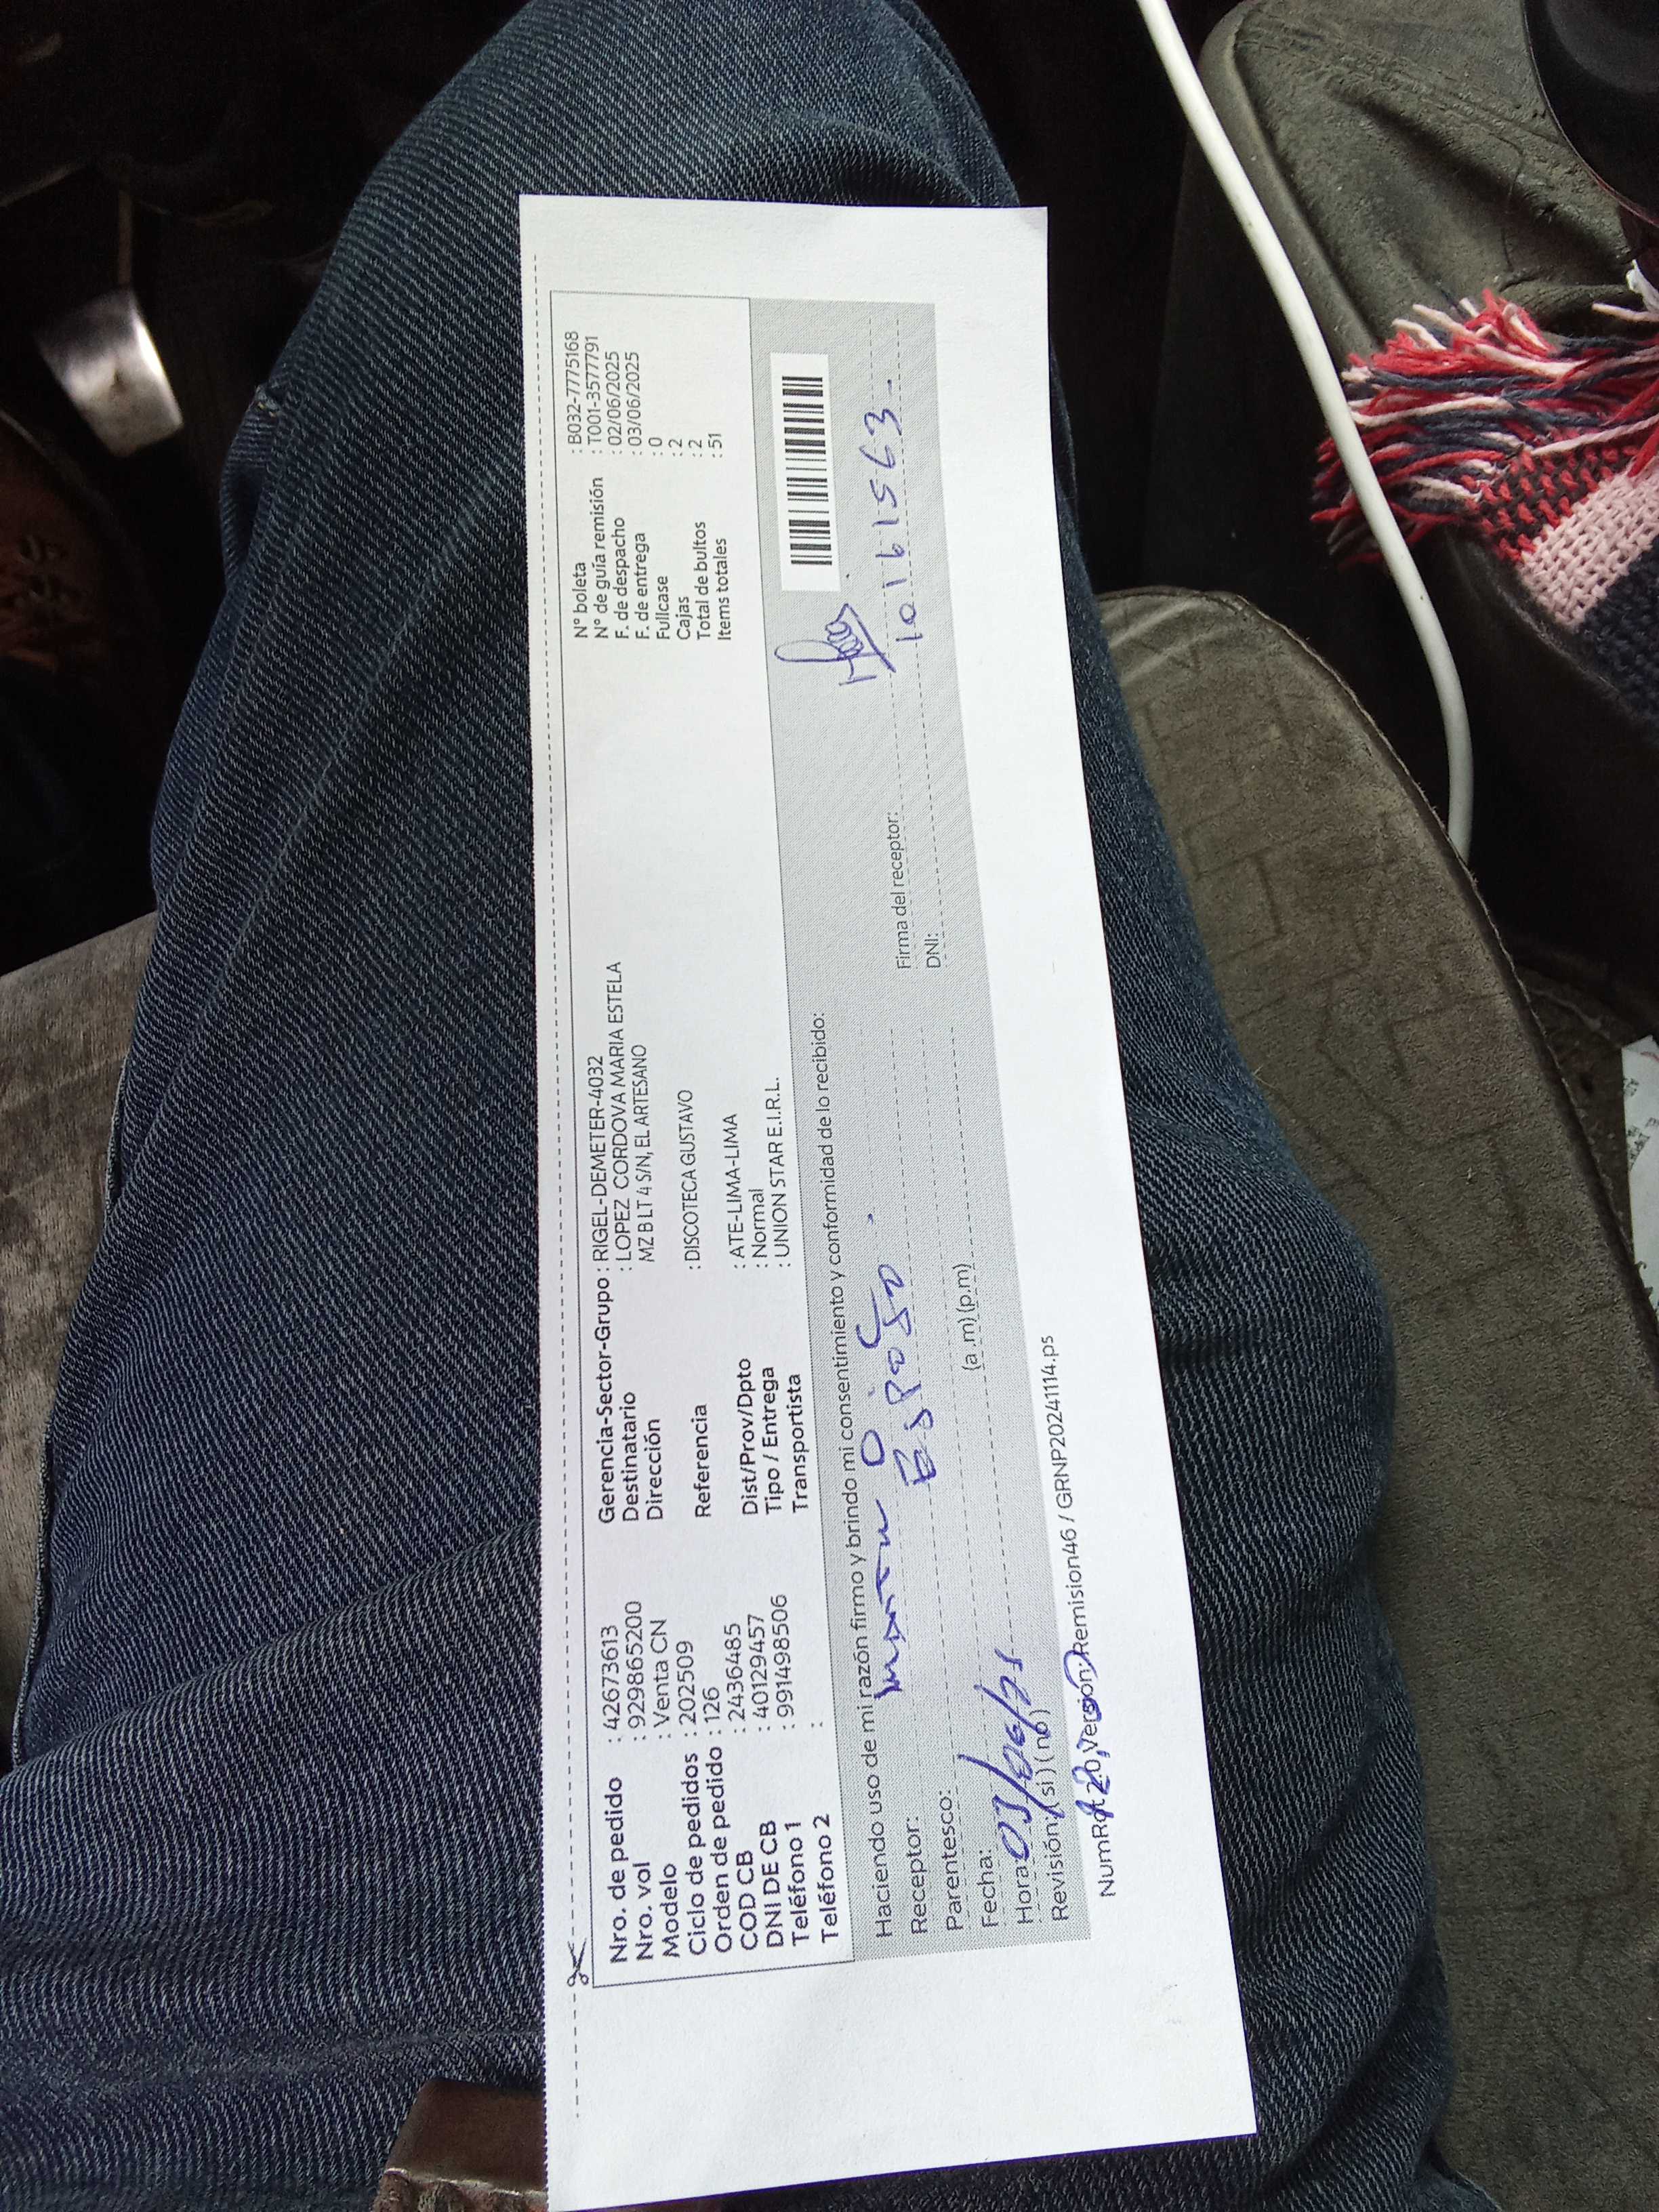 Nro. de pedido : 42673613
Nro. vol : 929865200
Modelo : Venta CN
Ciclo de pedidos : 202509
Orden de pedido : 126
COD CB : 2436485
DNI DE CB : 40129457
Teléfono 1 : 991498506
Teléfono 2 :
Gerencia-Sector-Grupo : RIGEL-DEMETER-4032
Destinatario : LOPEZ CORDOVA MARIA ESTELA
Dirección MZ B LT 4 S/N, EL ARTESANO
Referencia : DISCOTECA GUSTAVO
Dist/Prov/Dpto : ATE-LIMA-LIMA
Tipo / Entrega : Normal
Transportista : UNION STAR E.I.R.L.
N° boleta : B032-7775168
N° de guía remisión : T001-3577791
F. de despacho : 02/06/2025
F. de entrega : 03/06/2025
Fullcase : 0
Cajas : 2
Total de bultos : 2
Items totales : 51
Haciendo uso de mi razón firmo y brindo mi consentimiento y conformidad de lo recibido:
Receptor:
Parentesco: Esposo
Fecha: 03/06/25
Hora: (a .m) (p.m)
Revisión: (si) (no)
Firma del receptor:
DNI: 10161563
Remision46 / GRNP20241114.ps